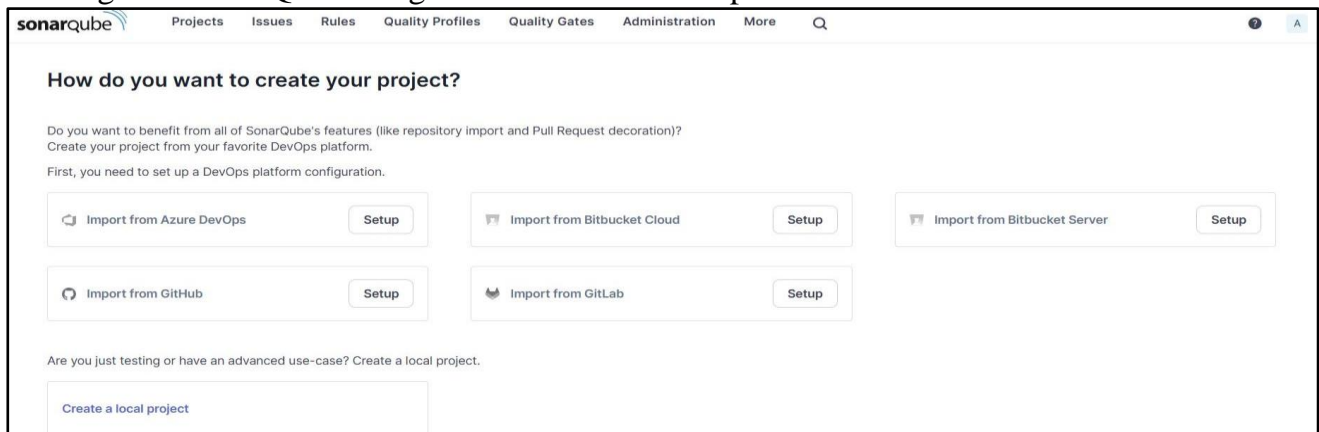 sonarqube Projects Issues Rules Quality Profiles Quality Gates Administration More ? A
How do you want to create your project?
Do you want to benefit from all of SonarQube's features (like repository import and Pull Request decoration)?
Create your project from your favorite DevOps platform.
First, you need to set up a DevOps platform configuration.
Import from Azure DevOps Setup Import from Bitbucket Cloud Setup Import from Bitbucket Server Setup
Import from GitHub Setup Import from GitLab Setup
Are you just testing or have an advanced use-case? Create a local project.
Create a local project